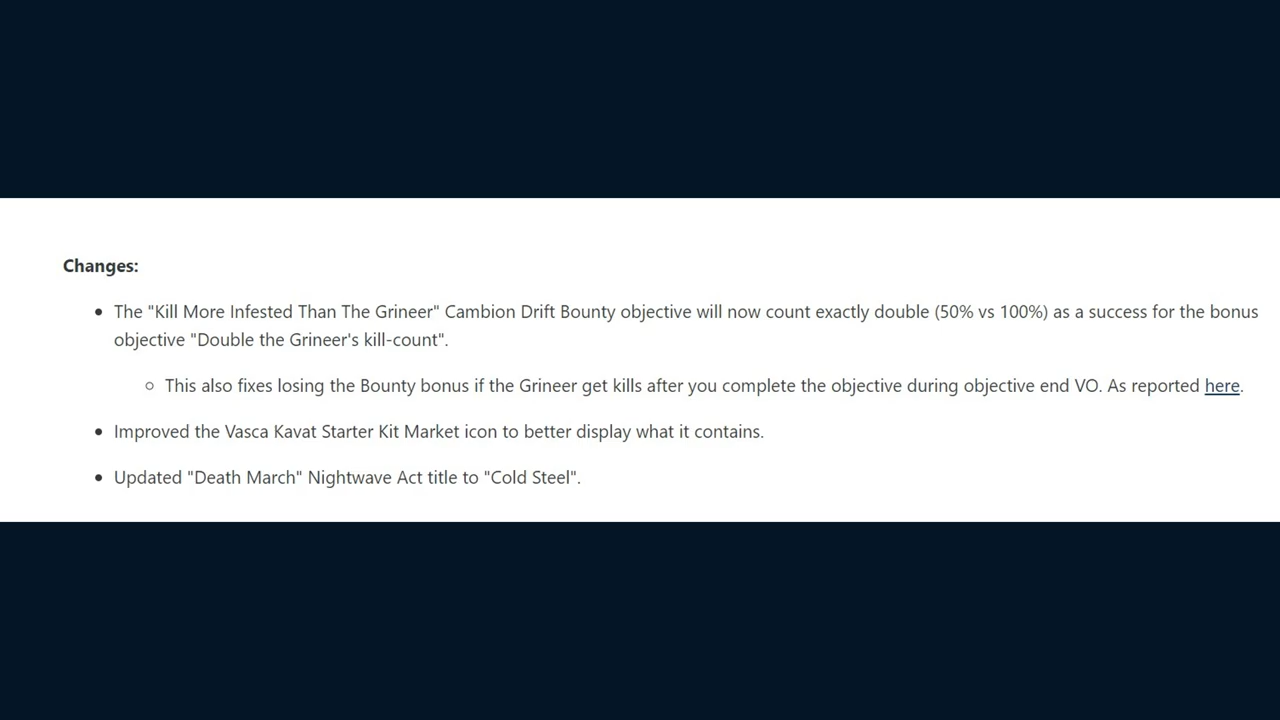 Changes:
The "Kill More Infested Than The Grineer" Cambion Drift Bounty objective will now count exactly double (50% vs 100%) as a success for the bonus
objective "Double the Grineer's kill-count".
This also fixes losing the Bounty bonus if the Grineer get kills after you complete the objective during objective end VO. As reported here.
Improved the Vasca Kavat Starter Kit Market icon to better display what it contains.
Updated "Death March" Nightwave Act title to "Cold Steel".